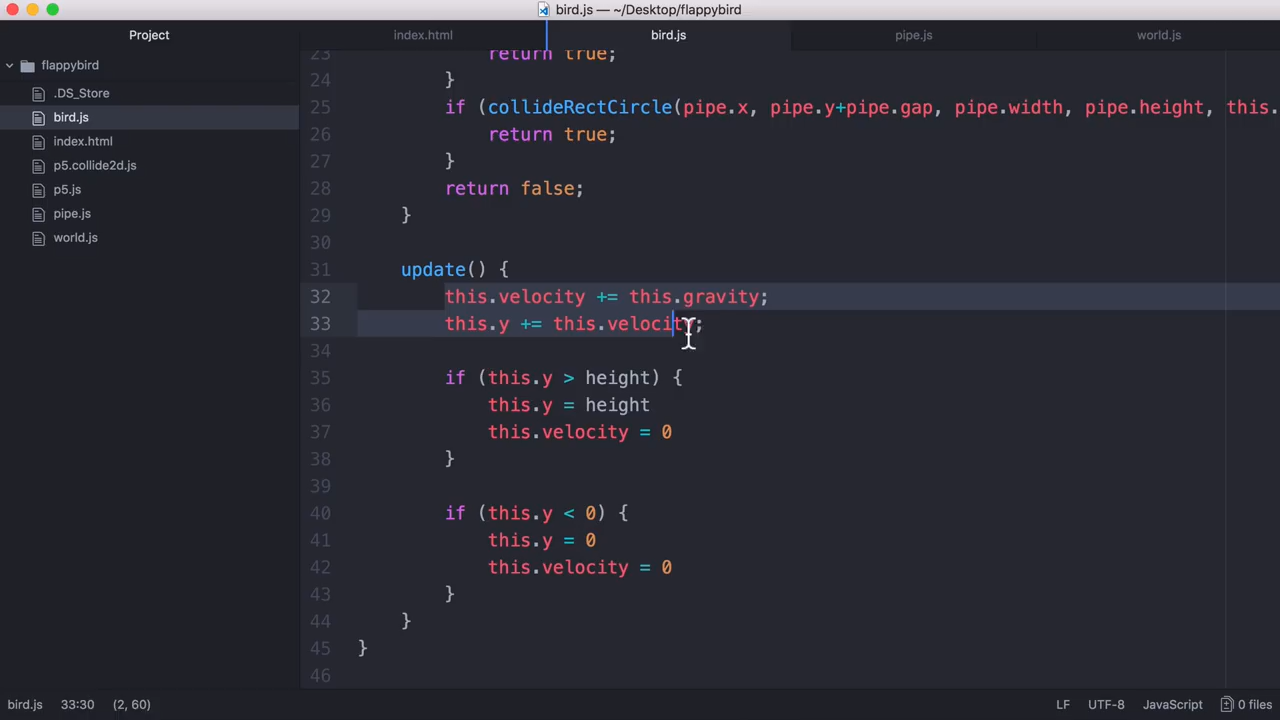 bird.js — ~/Desktop/flappybird
Project
index.html
bird.js
pipe.js
world.js
flappybird
.DS_Store
bird.js
index.html
p5.collide2d.js
p5.js
pipe.js
world.js
23 return true;
24 }
25 if (collideRectCircle(pipe.x, pipe.y+pipe.gap, pipe.width, pipe.height, this.
26 return true;
27 }
28 return false;
29 }
30
31 update() {
32 this.velocity += this.gravity;
33 this.y += this.velocity;
34
35 if (this.y > height) {
36 this.y = height
37 this.velocity = 0
38 }
39
40 if (this.y < 0) {
41 this.y = 0
42 this.velocity = 0
43 }
44 }
45 }
46
bird.js 33:30 (2, 60) LF UTF-8 JavaScript 0 files